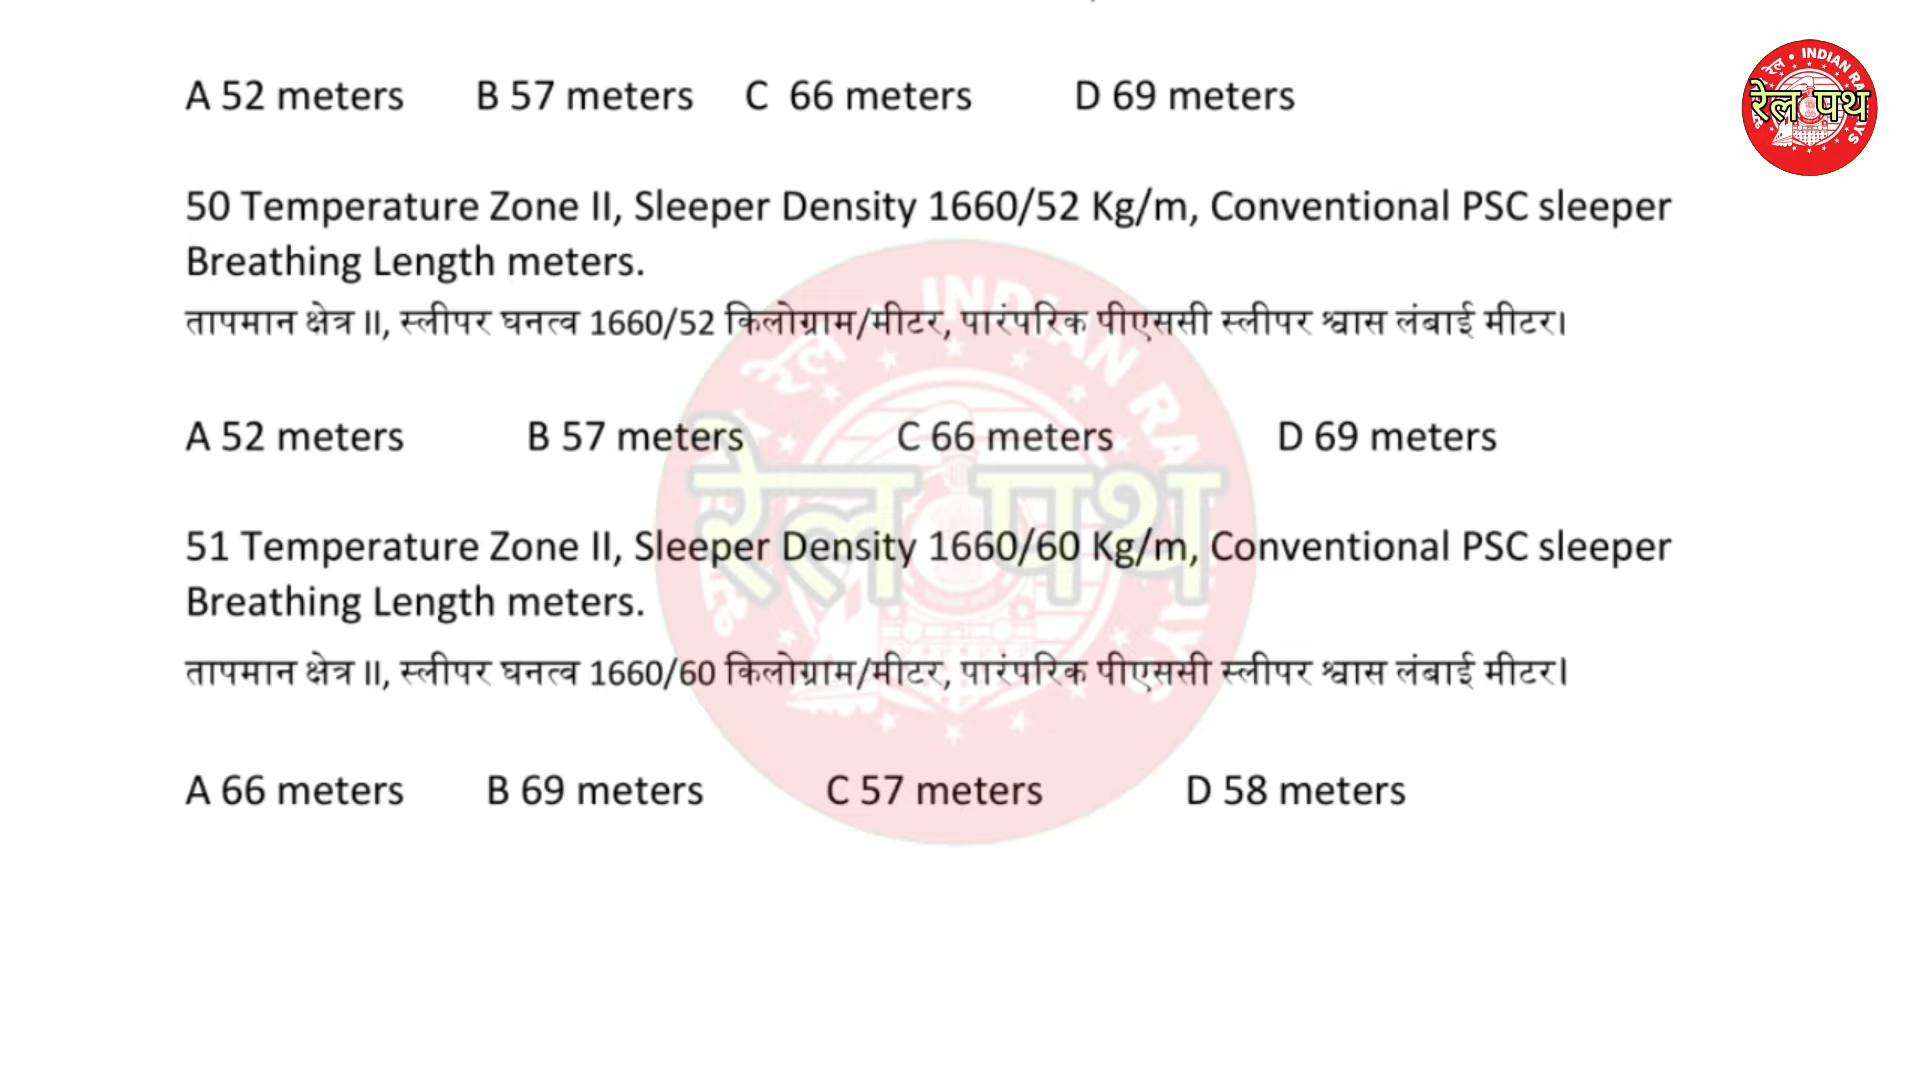 A 52 meters B 57 meters C 66 meters D 69 meters
50 Temperature Zone II, Sleeper Density 1660/52 Kg/m, Conventional PSC sleeper
Breathing Length meters.
तापमान क्षेत्र II, स्लीपर घनत्व 1660/52 किलोग्राम/मीटर, पारंपरिक पीएससी स्लीपर श्वास लंबाई मीटर।
A 52 meters B 57 meters C 66 meters D 69 meters
51 Temperature Zone II, Sleeper Density 1660/60 Kg/m, Conventional PSC sleeper
Breathing Length meters.
तापमान क्षेत्र II, स्लीपर घनत्व 1660/60 किलोग्राम/मीटर, पारंपरिक पीएससी स्लीपर श्वास लंबाई मीटर।
A 66 meters B 69 meters C 57 meters D 58 meters
रेल पथ
INDIAN RA
रेल
रेल पथ
INDIAN RA
रेल